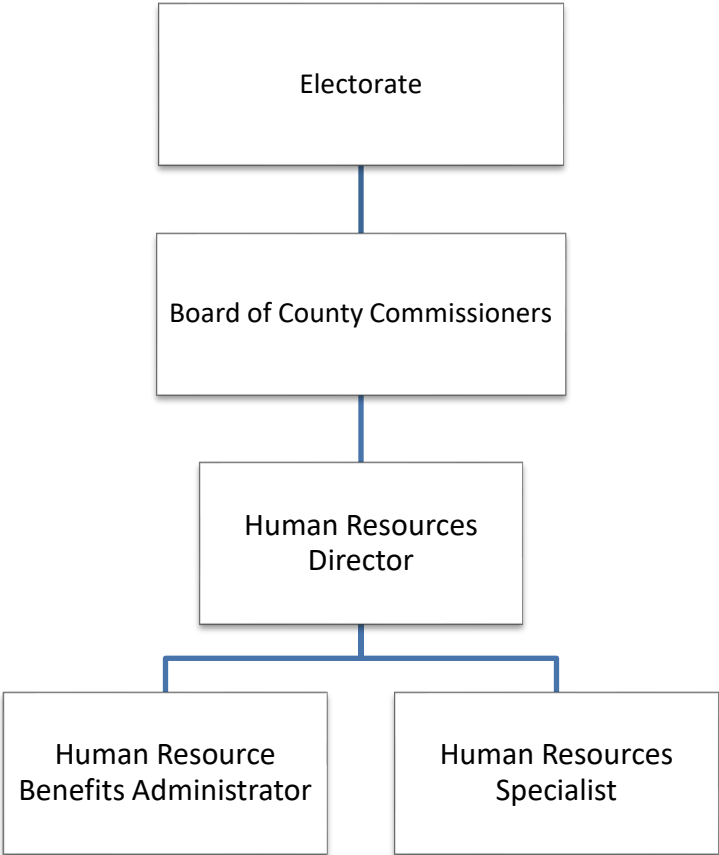 Electorate
Board of County Commissioners
Human Resources
Director
Human Resource
Benefits Administrator
Human Resources
Specialist